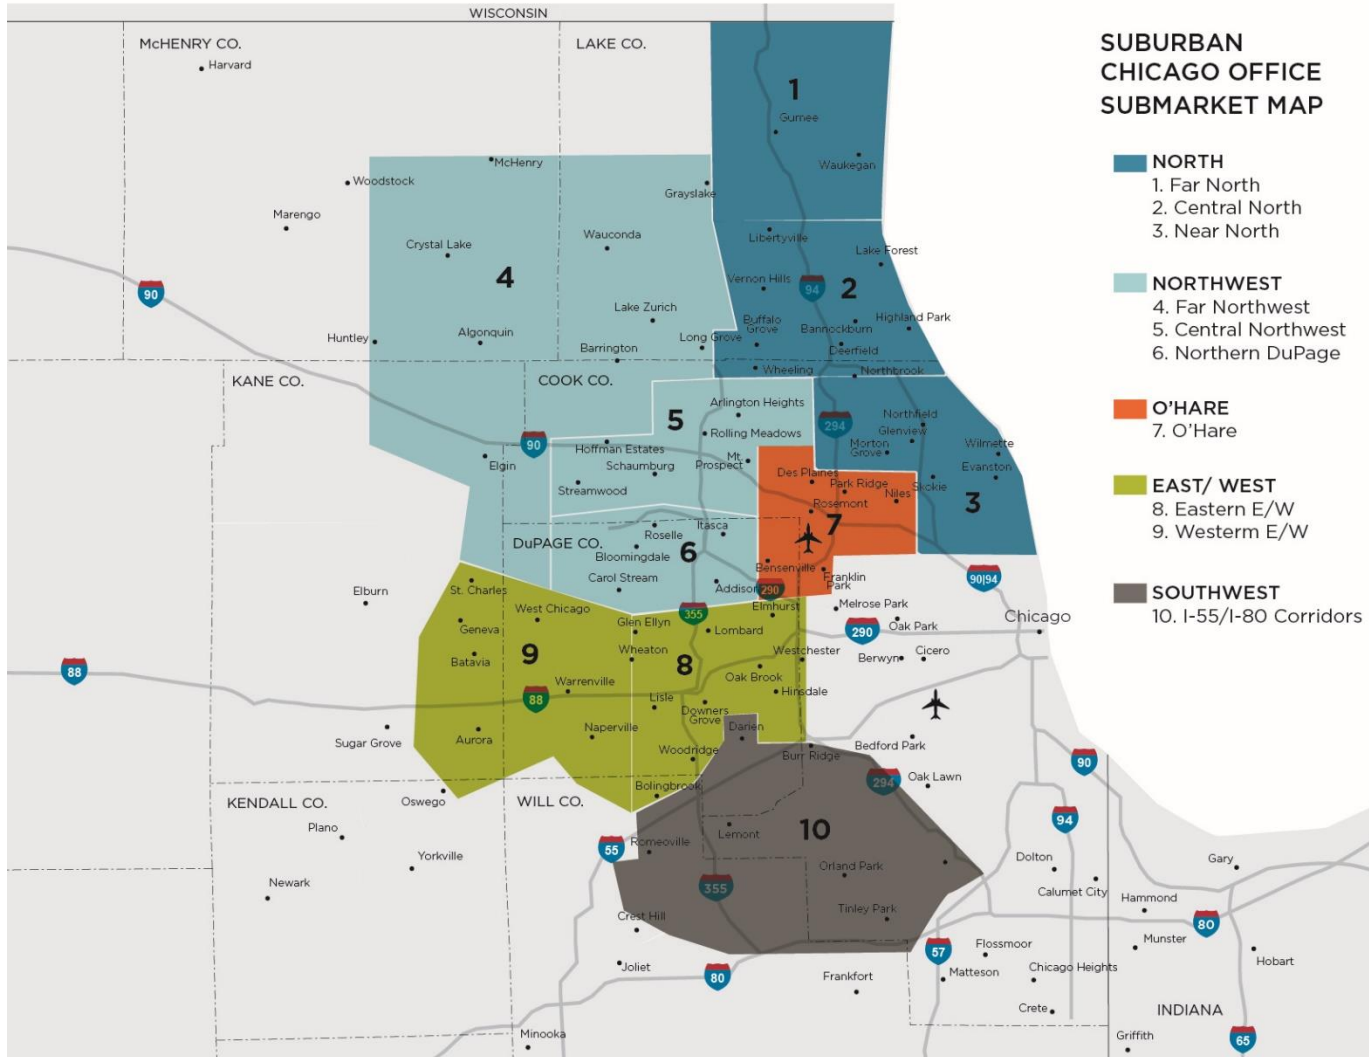 WISCONSIN
McHENRY CO.
LAKE CO.
Harvard
1
Gurnee
Waukegan
McHenry
Woodstock
Grayslake
Marengo
Libertyville
Crystal Lake
Wauconda
Lake Forest
4
Vernon Hills
94
2
90
Lake Zurich
Buffalo
Grove
Bannockburn
Highland Park
Huntley
Algonquin
Barrington
Long Grove
Deerfield
Wheeling
Northbrook
KANE CO.
COOK CO.
Arlington Heights
5
Northfield
294
Rolling Meadows
Glenview
90
Hoffman Estates
Morton
Grove
Wilmette
Elgin
Schaumburg
Mt.
Prospect
Des Plaines
Evanston
Streamwood
Park Ridge
Skokie
Niles
3
Rosemont
7
Itasca
Roselle
DuPAGE CO.
Bloomingdale
6
Bensenville
Carol Stream
Addison
Franklin
Park
90|94
290
St. Charles
Elburn
West Chicago
355
Elmhurst
Melrose Park
Geneva
Glen Ellyn
Lombard
290
Oak Park
Chicago
Batavia
9
Wheaton
8
Westchester
Berwyn
Cicero
88
Oak Brook
Warrenville
88
Lisle
Hinsdale
Downers
Grove
Sugar Grove
Aurora
Naperville
Darien
Bedford Park
Woodridge
Burr Ridge
90
Oak Lawn
294
Bolingbrook
Oswego
KENDALL CO.
WILL CO.
Plano
Lemont
10
94
Romeoville
55
Yorkville
Orland Park
Dolton
Gary
Newark
355
Calumet City
Hammond
Crest Hill
Tinley Park
80
57
Flossmoor
Munster
Hobart
Joliet
80
Frankfort
Matteson
Chicago Heights
Crete
INDIANA
Minooka
Griffith
65
SUBURBAN
CHICAGO OFFICE
SUBMARKET MAP
NORTH
1. Far North
2. Central North
3. Near North
NORTHWEST
4. Far Northwest
5. Central Northwest
6. Northern DuPage
O'HARE
7. O'Hare
EAST/ WEST
8. Eastern E/W
9. Westerm E/W
SOUTHWEST
10. I-55/I-80 Corridors